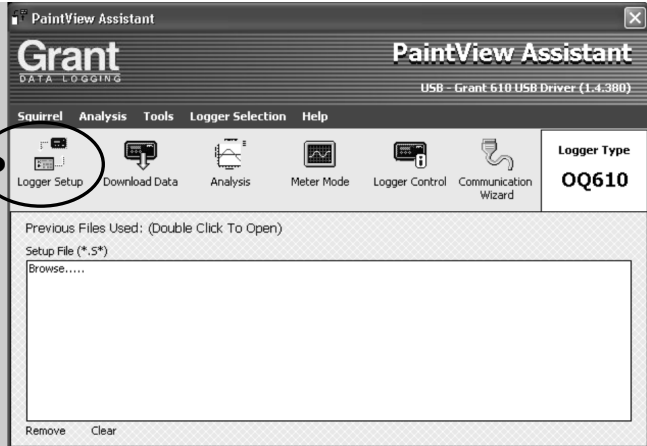 PaintView Assistant
Grant
DATA LOGGING
PaintView Assistant
USB - Grant 610 USB Driver (1.4.380)
Squirrel Analysis Tools Logger Selection Help
Logger Setup
Download Data
Analysis
Meter Mode
Logger Control
Communication
Wizard
Logger Type
OQ610
Previous Files Used: (Double Click To Open)
Setup File (*.S*)
Browse.....
Remove Clear